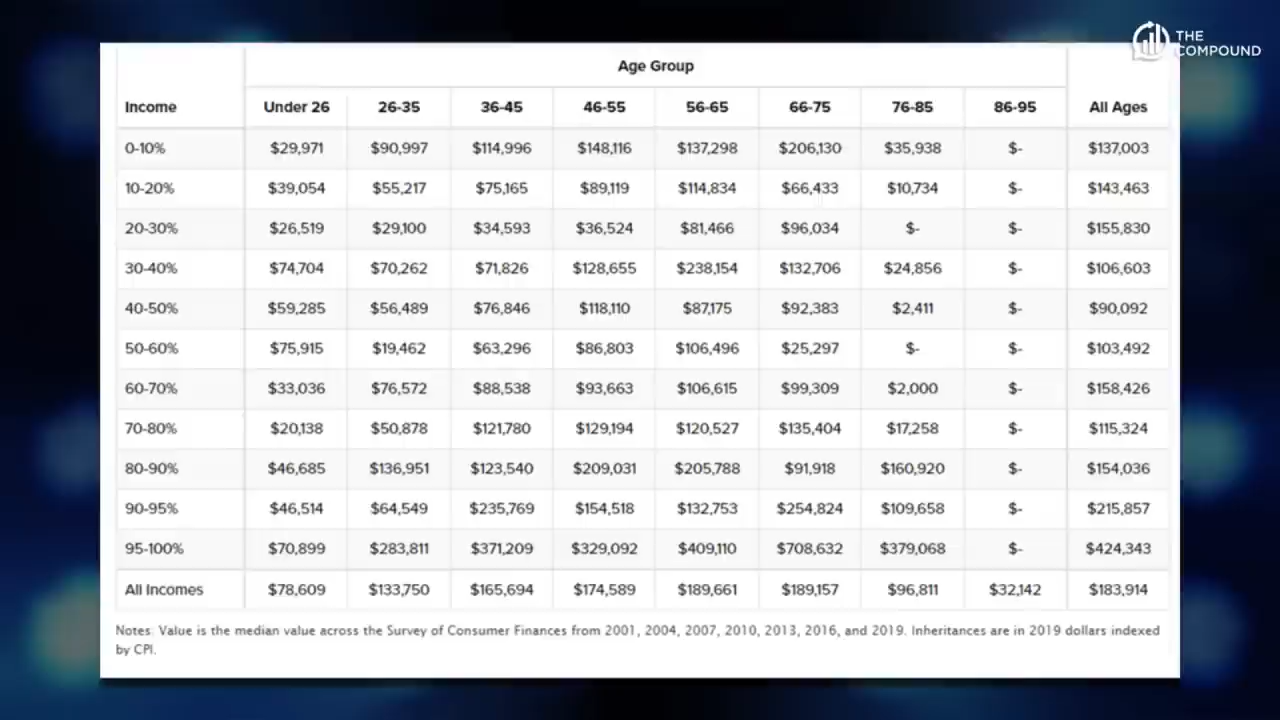 THE
COMPOUND
Age Group
Income Under 26 26-35 36-45 46-55 56-65 66-75 76-85 86-95 All Ages
0-10% $29,971 $90,997 $114,996 $148,116 $137,298 $206,130 $35,938 $- $137,003
10-20% $39,054 $55,217 $75,165 $89,119 $114,834 $66,433 $10,734 $- $143,463
20-30% $26,519 $29,100 $34,593 $36,524 $81,466 $96,034 $- $- $155,830
30-40% $74,704 $70,262 $71,826 $128,655 $238,154 $132,706 $24,856 $- $106,603
40-50% $59,285 $56,489 $76,846 $118,110 $87,175 $92,383 $2,411 $- $90,092
50-60% $75,915 $19,462 $63,296 $86,803 $106,496 $25,297 $- $- $103,492
60-70% $33,036 $76,572 $88,538 $93,663 $106,615 $99,309 $2,000 $- $158,426
70-80% $20,138 $50,878 $121,780 $129,194 $120,527 $135,404 $17,258 $- $115,324
80-90% $46,685 $136,951 $123,540 $209,031 $205,788 $91,918 $160,920 $- $154,036
90-95% $46,514 $64,549 $235,769 $154,518 $132,753 $254,824 $109,658 $- $215,857
95-100% $70,899 $283,811 $371,209 $329,092 $409,110 $708,632 $379,068 $- $424,343
All Incomes $78,609 $133,750 $165,694 $174,589 $189,661 $189,157 $96,811 $32,142 $183,914
Notes: Value is the median value across the Survey of Consumer Finances from 2001, 2004, 2007, 2010, 2013, 2016, and 2019. Inheritances are in 2019 dollars indexed
by CPI.